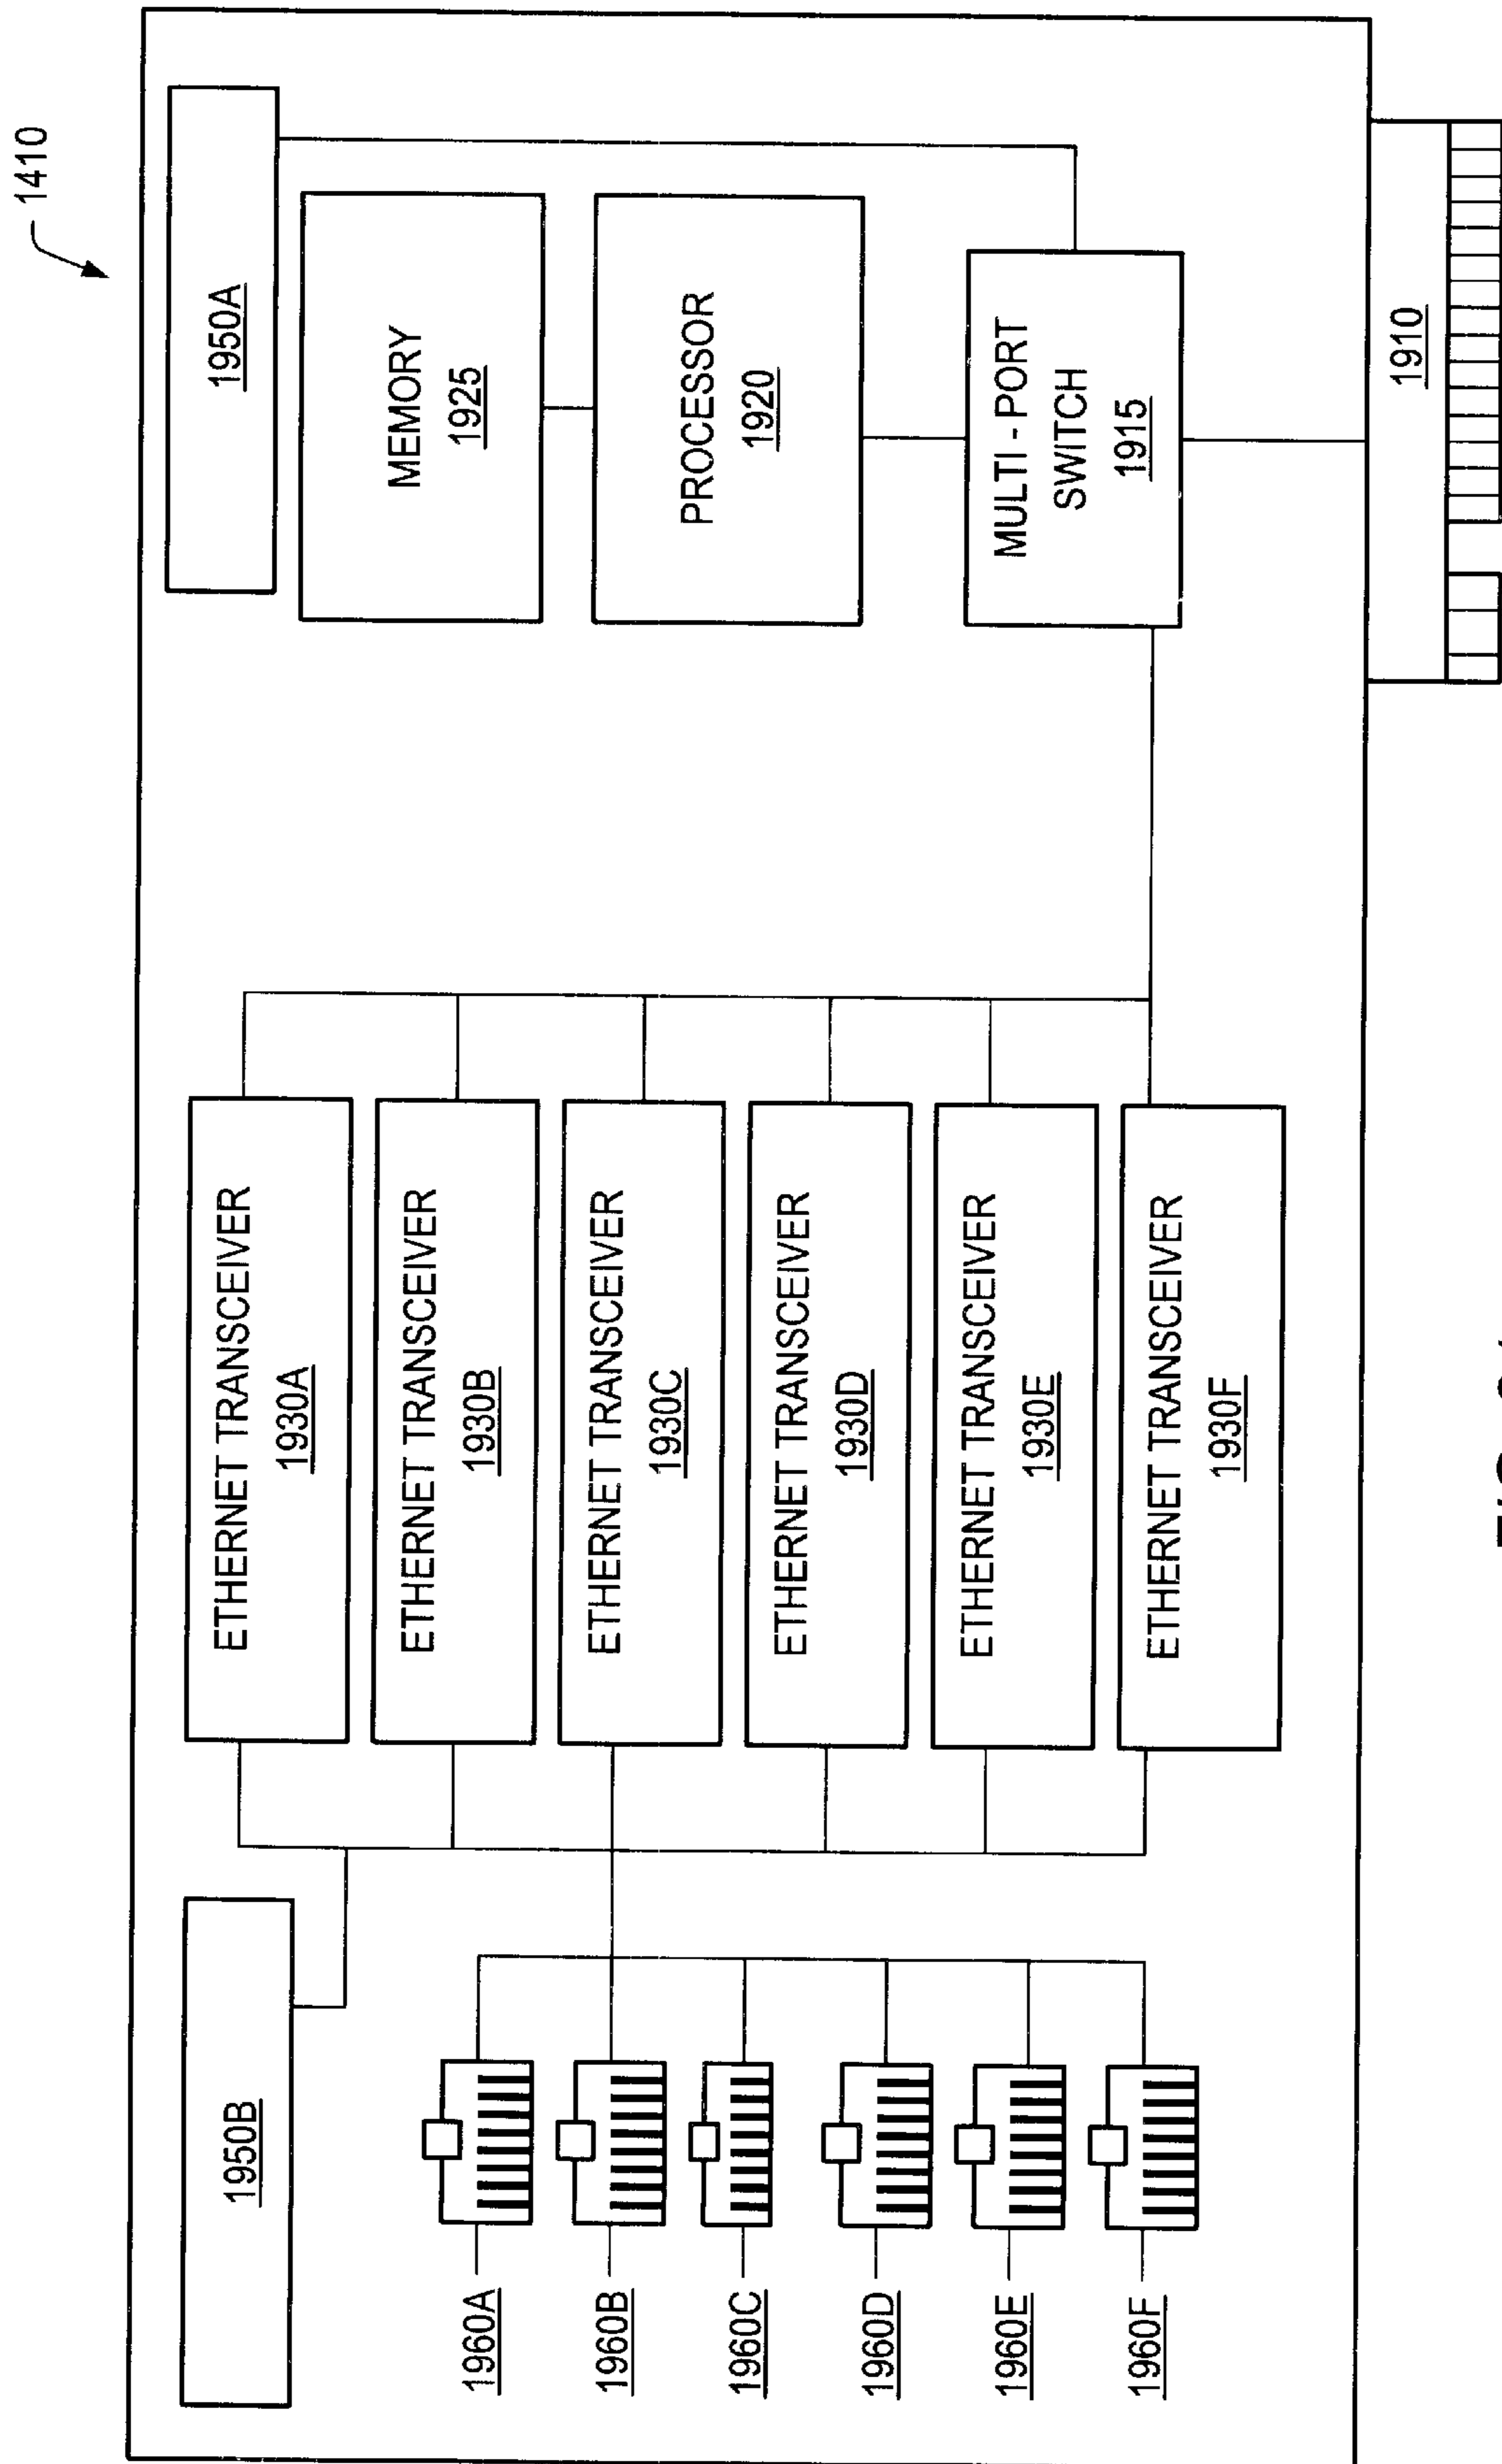 1410
1950B
1950A
1960A
1960B
1960C
1960D
1960E
1960F
ETHERNET TRANSCEIVER
1930A
ETHERNET TRANSCEIVER
1930B
ETHERNET TRANSCEIVER
1930C
ETHERNET TRANSCEIVER
1930D
ETHERNET TRANSCEIVER
1930E
ETHERNET TRANSCEIVER
1930F
MEMORY
1925
PROCESSOR
1920
MULTI - PORT
SWITCH
1915
1910